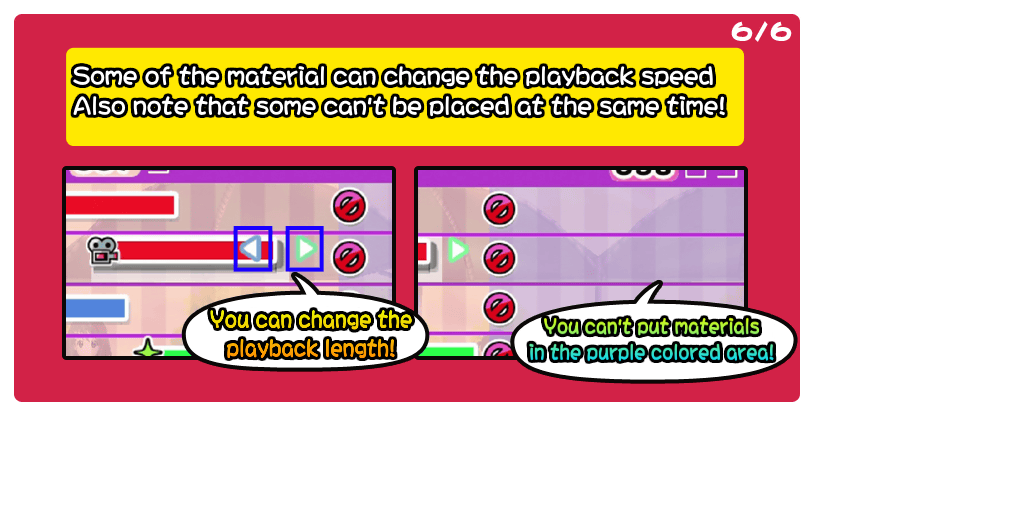 6/6
Some of the material can change the playback speed
Also note that some can't be placed at the same time!
You can change the
playback length!
You can't put materials
in the purple colored area!